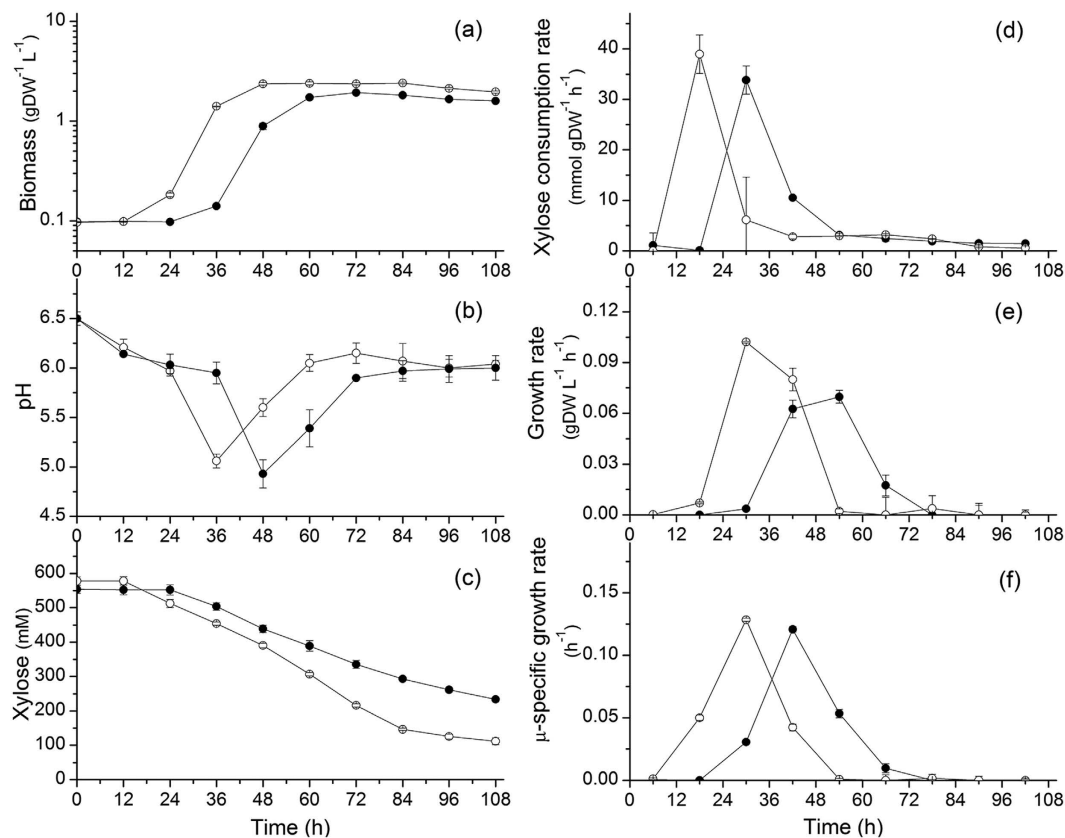 (a)
Biomass (gDW⁻¹ L⁻¹)
10
1
0.1
0 12 24 36 48 60 72 84 96 108
(b)
pH
6.5
6.0
5.5
5.0
4.5
0 12 24 36 48 60 72 84 96 108
(c)
Xylose (mM)
600
500
400
300
200
100
0
0 12 24 36 48 60 72 84 96 108
Time (h)
(d)
Xylose consumption rate
(mmol gDW⁻¹ h⁻¹)
40
30
20
10
0
0 12 24 36 48 60 72 84 96 108
(e)
Growth rate
(gDW L⁻¹ h⁻¹)
0.12
0.09
0.06
0.03
0.00
0 12 24 36 48 60 72 84 96 108
(f)
μ-specific growth rate
(h⁻¹)
0.15
0.10
0.05
0.00
0 12 24 36 48 60 72 84 96 108
Time (h)